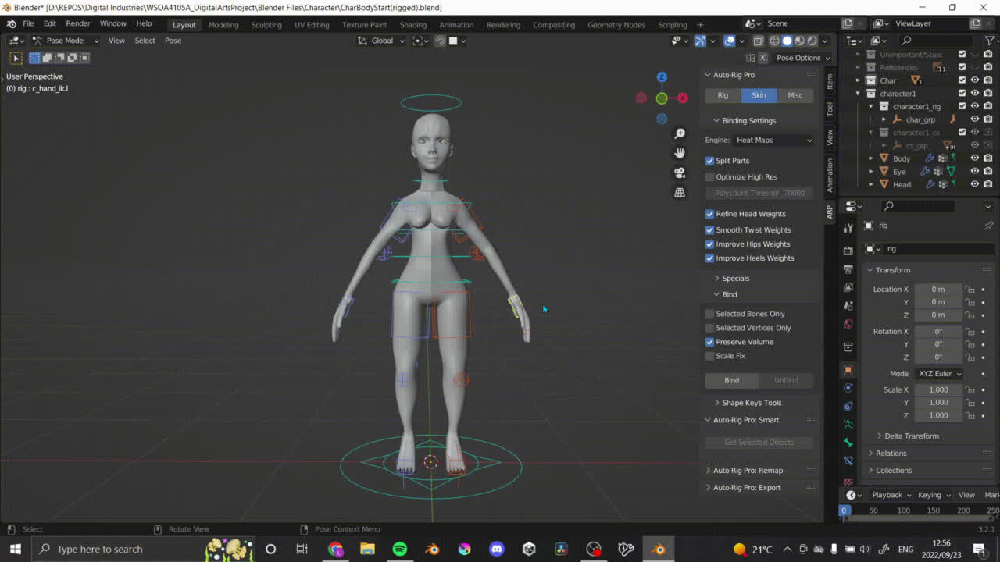 Blender* [D:\REPOS\Digital Industries\WSOA4105A_DigitalArtsProject\Blender Files\Character\CharBodyStart(rigged).blend]
File Edit Render Window Help Layout Modeling Sculpting UV Editing Texture Paint Shading Animation Rendering Compositing Geometry Nodes Scripting + Scene ViewLayer
Pose Mode View Select Pose Global
X Pose Options
User Perspective
(0) rig : c_hand_ik.l
Z
X
Auto-Rig Pro
Rig Skin Misc
Binding Settings
Engine: Heat Maps
Split Parts
Optimize High Res
Polycount Threshol 70000
Refine Head Weights
Smooth Twist Weights
Improve Hips Weights
Improve Heels Weights
Specials
Bind
Selected Bones Only
Selected Vertices Only
Preserve Volume
Scale Fix
Bind Unbind
Shape Keys Tools
Auto-Rig Pro: Smart
Get Selected Objects
Auto-Rig Pro: Remap
Auto-Rig Pro: Export
Item
Tool
View
Animation
ARP
Unimportant/Scale
References 11
Char 3
character1
character1_rig
char_grp
character1_cs
cs_grp
Body
Eye
Head
rig
rig
Transform
Location X 0 m
Y 0 m
Z 0 m
Rotation X 0°
Y 0°
Z 0°
Mode XYZ Euler
Scale X 1.000
Y 1.000
Z 1.000
Delta Transform
Relations
Collections
Playback Keying View Mar
0 50 100 150 200 250
Select Rotate View Pose Context Menu 3.2.1
Type here to search
21°C ENG 12:56
2022/09/23